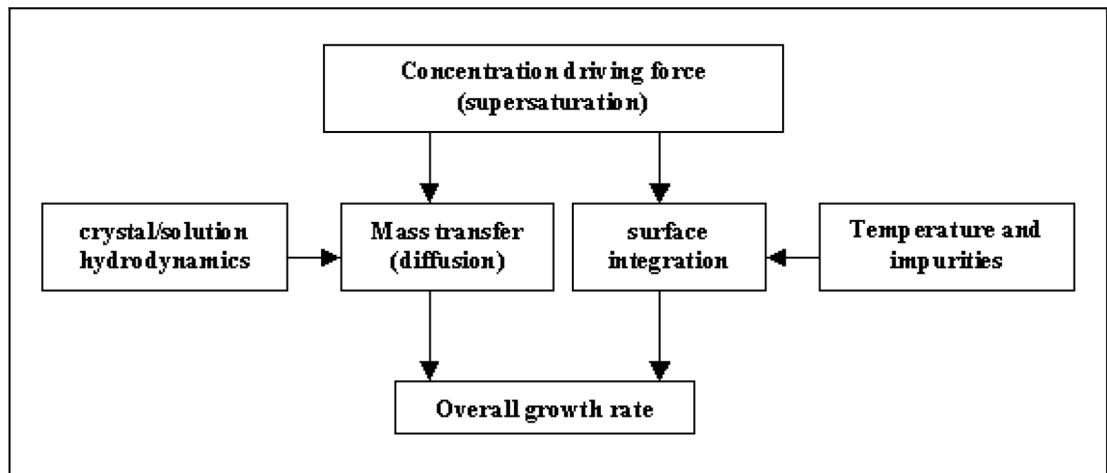 Concentration driving force
(supersaturation)
crystal/solution
hydrodynamics
Mass transfer
(diffusion)
surface
integration
Temperature and
impurities
Overall growth rate